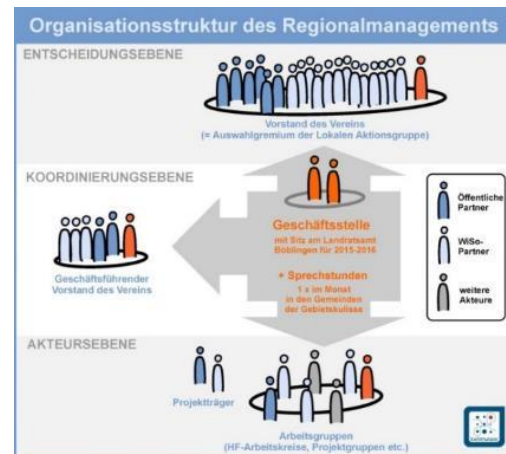 Organisationsstruktur des Regionalmanagements
ENTSCHEIDUNGSEBENE
Vorstand des Vereins
(= Auswahlgremium der Lokalen Aktionsgruppe)
KOORDINIERUNGSEBENE
Geschäftsführender
Vorstand des Vereins
Geschäftsstelle
mit Sitz am Landratsamt
Böblingen für 2015-2016
+ Sprechstunden
1 x im Monat
in den Gemeinden
der Gebietskulisse
Öffentliche
Partner
WiSo-
Partner
weitere
Akteure
AKTEURSEBENE
Projektträger
Arbeitsgruppen
(HF-Arbeitskreise, Projektgruppen etc.)